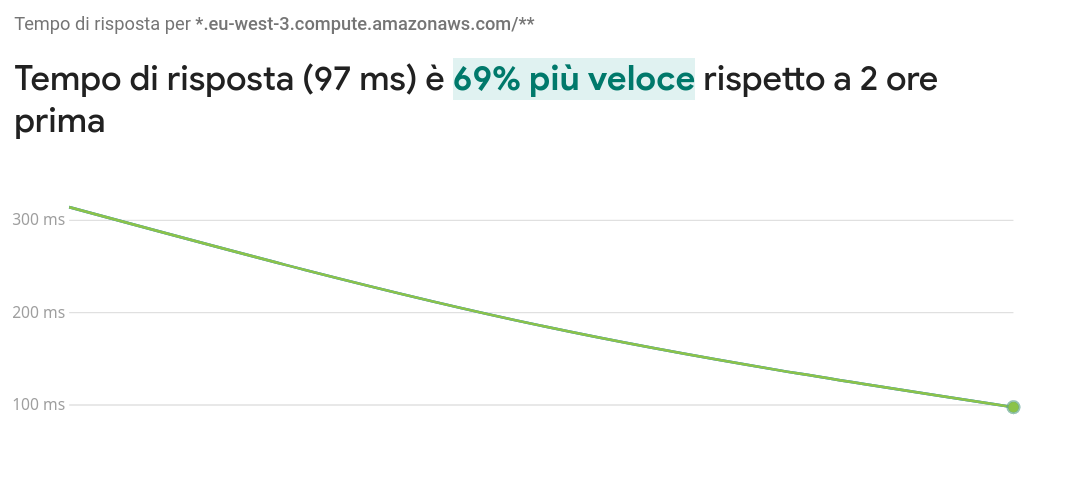 Tempo di risposta per *.eu-west-3.compute.amazonaws.com/**
Tempo di risposta (97 ms) è 69% più veloce rispetto a 2 ore
prima
300 ms
200 ms
100 ms